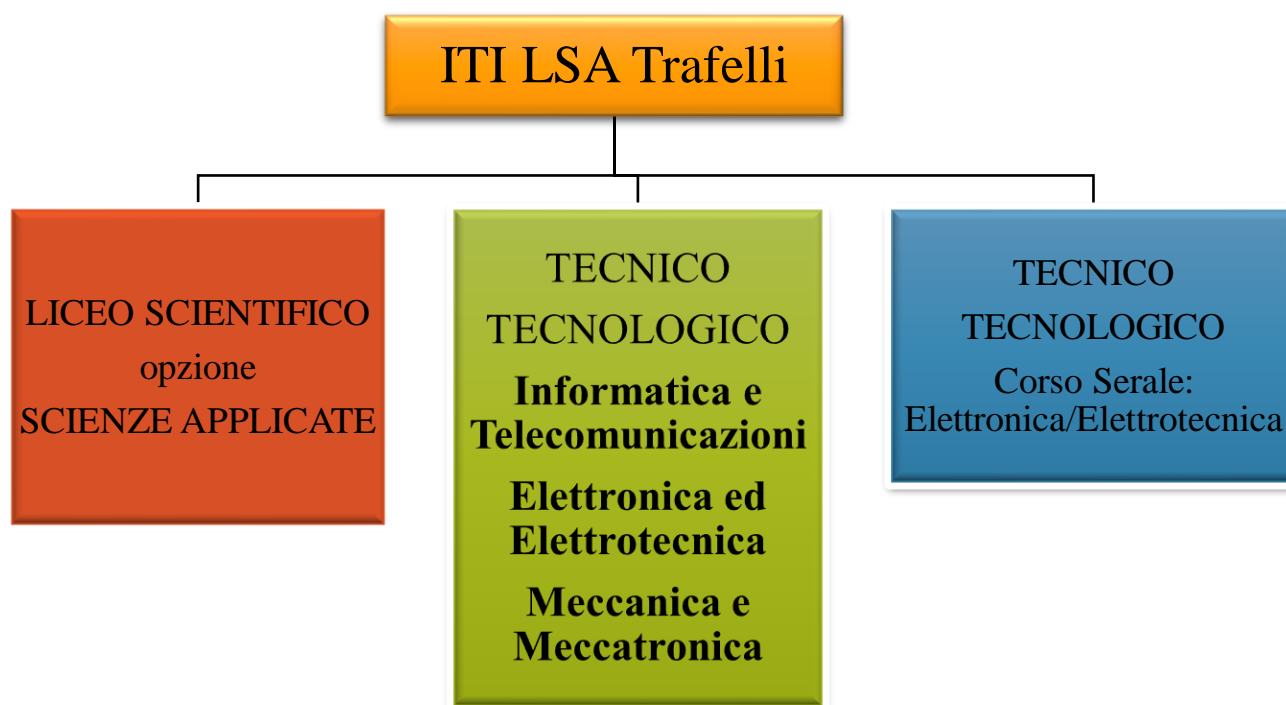 ITI LSA Trafelli
LICEO SCIENTIFICO
opzione
SCIENZE APPLICATE
TECNICO
TECNOLOGICO
Informatica e
Telecomunicazioni
Elettronica ed
Elettrotecnica
Meccanica e
Meccatronica
TECNICO
TECNOLOGICO
Corso Serale:
Elettronica/Elettrotecnica